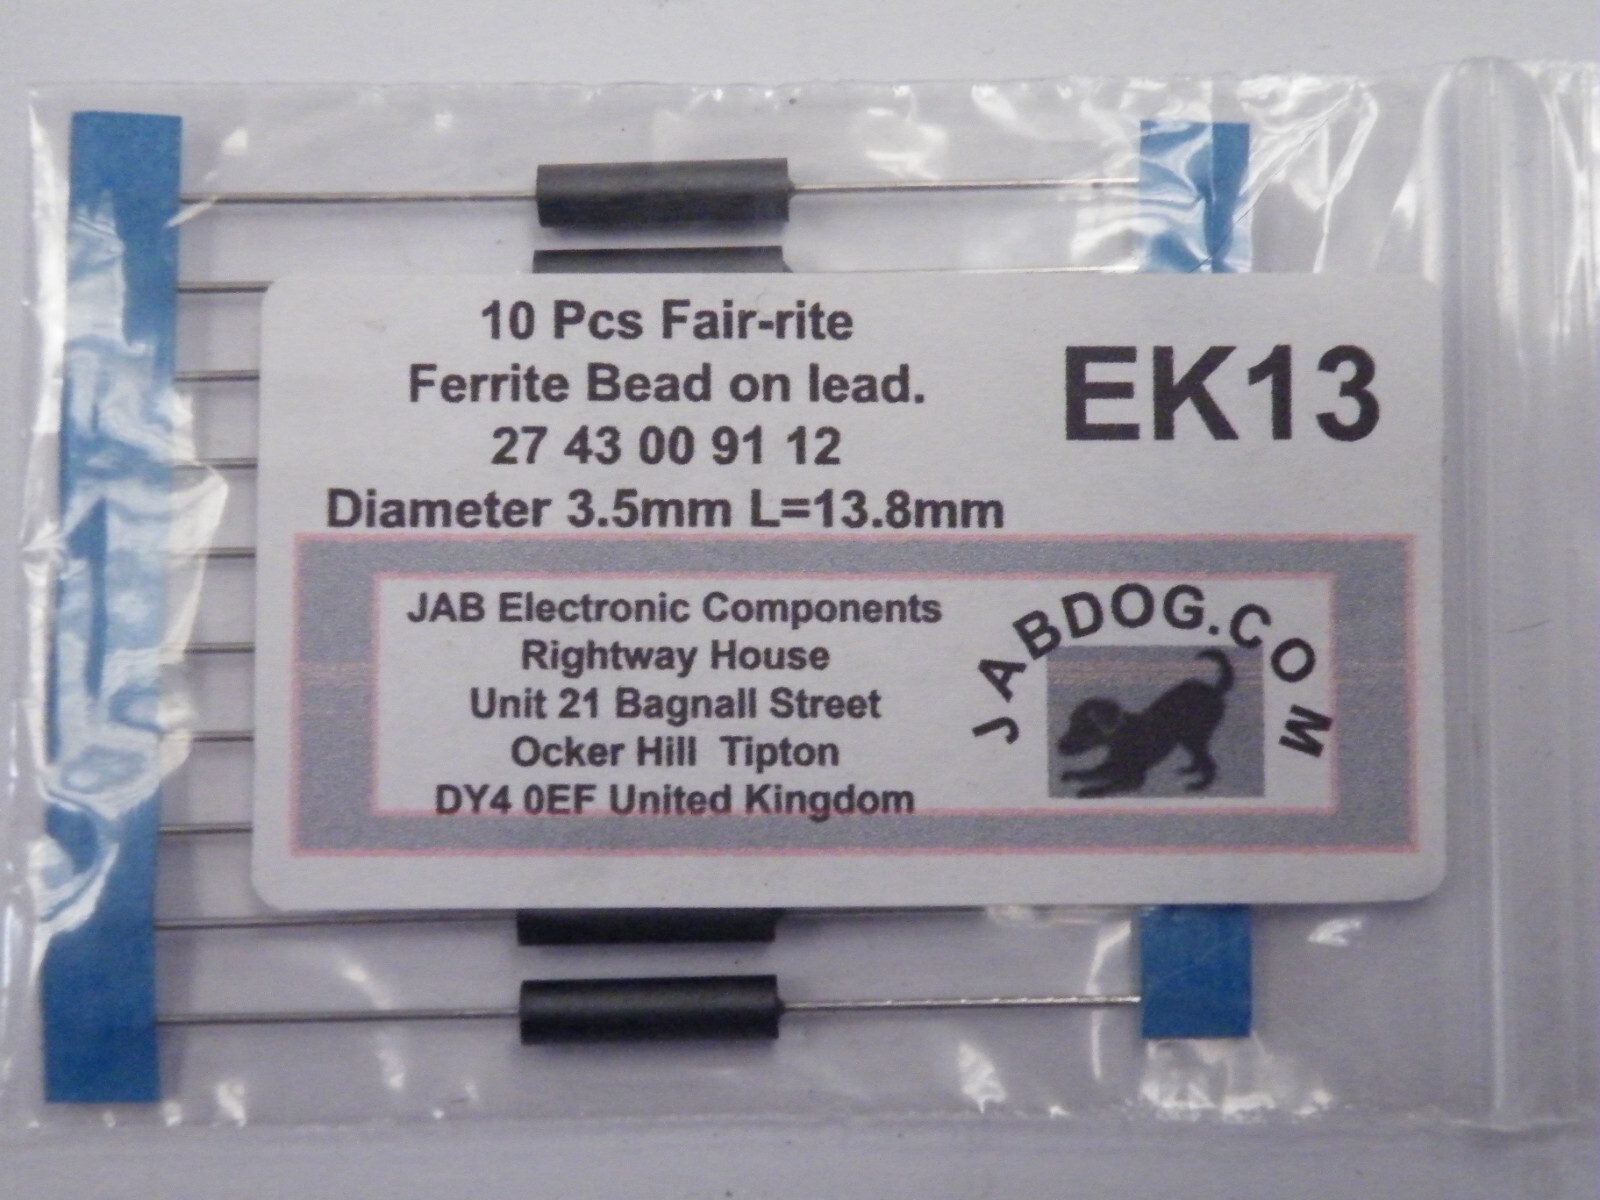 10 Pcs Fair-rite
Ferrite Bead on lead.
27 43 00 91 12
Diameter 3.5mm L=13.8mm
EK13
JAB Electronic Components
Rightway House
Unit 21 Bagnall Street
Ocker Hill Tipton
DY4 0EF United Kingdom
JABDOG.COM